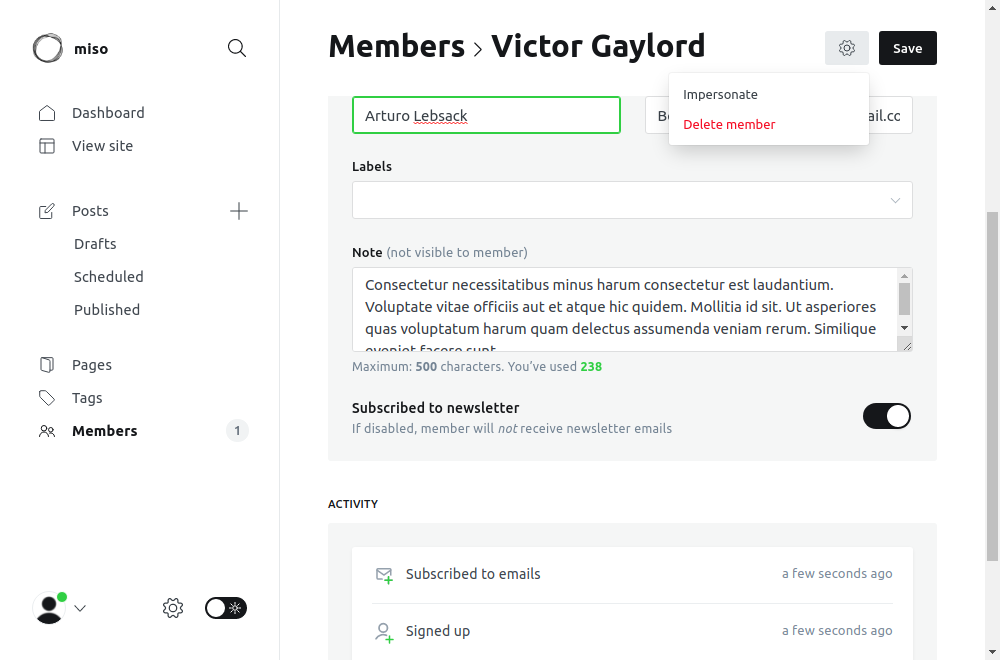 miso
Dashboard
View site
Posts
Drafts
Scheduled
Published
Pages
Tags
Members
1
Members
Victor Gaylord
Save
Impersonate
Delete member
Arturo Lebsack
ail.cc
Labels
Note (not visible to member)
Consectetur necessitatibus minus harum consectetur est laudantium.
Voluptate vitae officiis aut et atque hic quidem. Mollitia id sit. Ut asperiores
quas voluptatum harum quam delectus assumenda veniam rerum. Similique
eveniet facere sunt.
Maximum: 500 characters. You've used 238
Subscribed to newsletter
If disabled, member will not receive newsletter emails
ACTIVITY
Subscribed to emails
a few seconds ago
Signed up
a few seconds ago